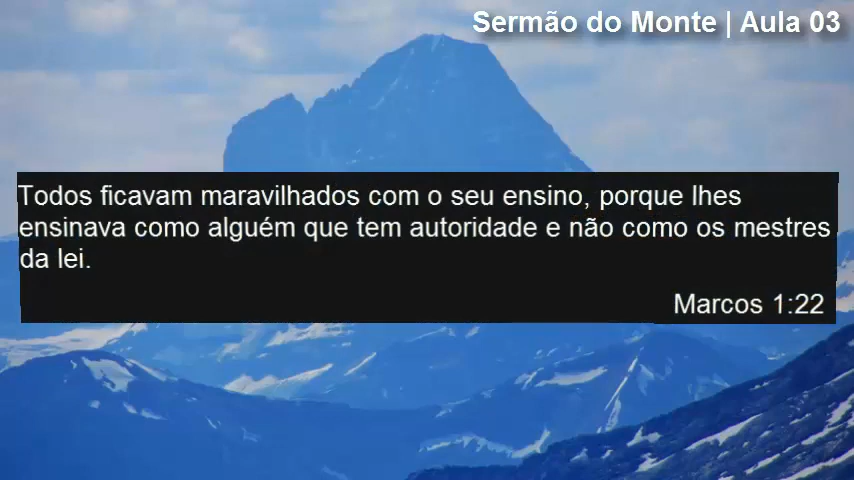 Sermão do Monte | Aula 03
Todos ficavam maravilhados com o seu ensino, porque lhes
ensinava como alguém que tem autoridade e não como os mestres
da lei.
Marcos 1:22